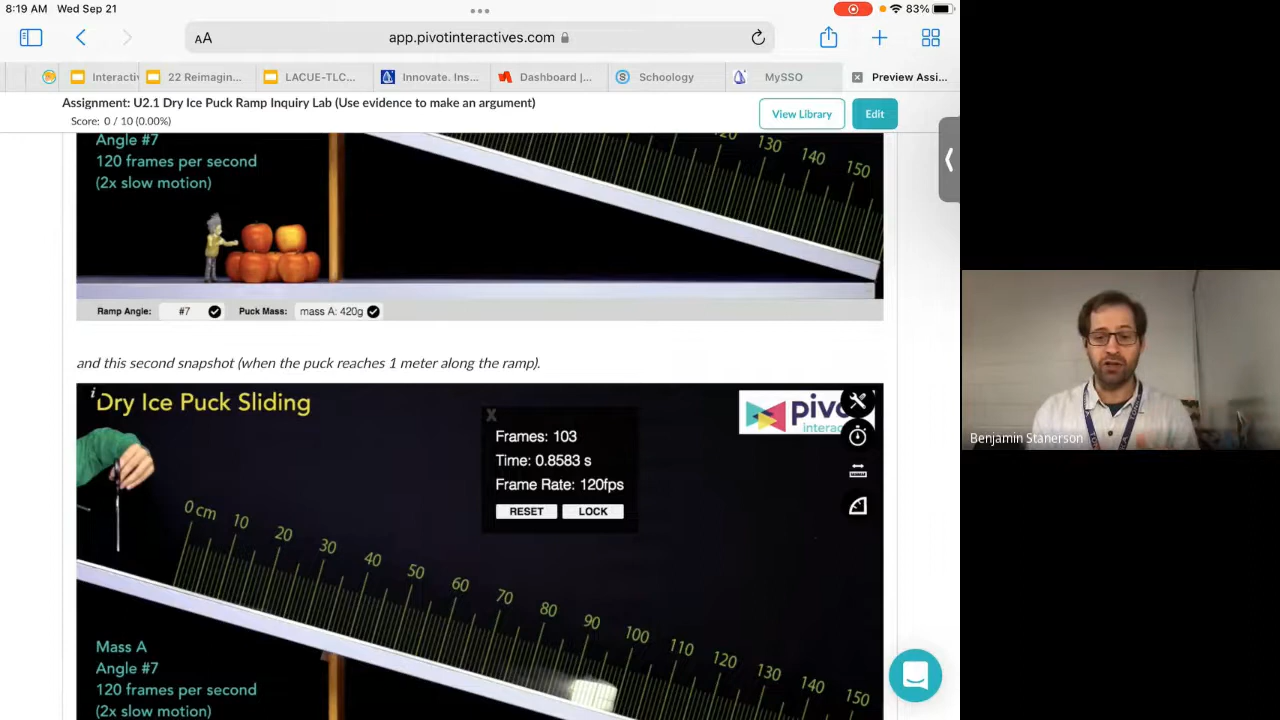 8:19 AM Wed Sep 21
83%
AA
app.pivotinteractives.com
Interacti
22 Reimagin...
LACUE-TLC...
Innovate. Ins...
Dashboard |...
Schoology
MySSO
Preview Assi...
Assignment: U2.1 Dry Ice Puck Ramp Inquiry Lab (Use evidence to make an argument)
Score: 0 / 10 (0.00%)
View Library
Edit
Angle #7
120 frames per second
(2x slow motion)
120 130 140 150
Ramp Angle: #7 Puck Mass: mass A: 420g
and this second snapshot (when the puck reaches 1 meter along the ramp).
Dry Ice Puck Sliding
X
Frames: 103
Time: 0.8583 s
Frame Rate: 120fps
RESET LOCK
0 cm 10 20 30 40 50 60 70 80 90 100 110 120 130 140 150
Mass A
Angle #7
120 frames per second
(2x slow motion)
Benjamin Stanerson